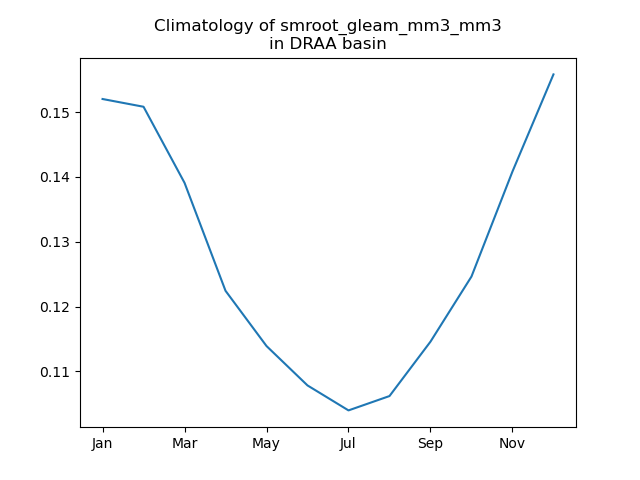 Climatology of smroot_gleam_mm3_mm3
in DRAA basin
0.15
0.14
0.13
0.12
0.11
Jan Mar May Jul Sep Nov